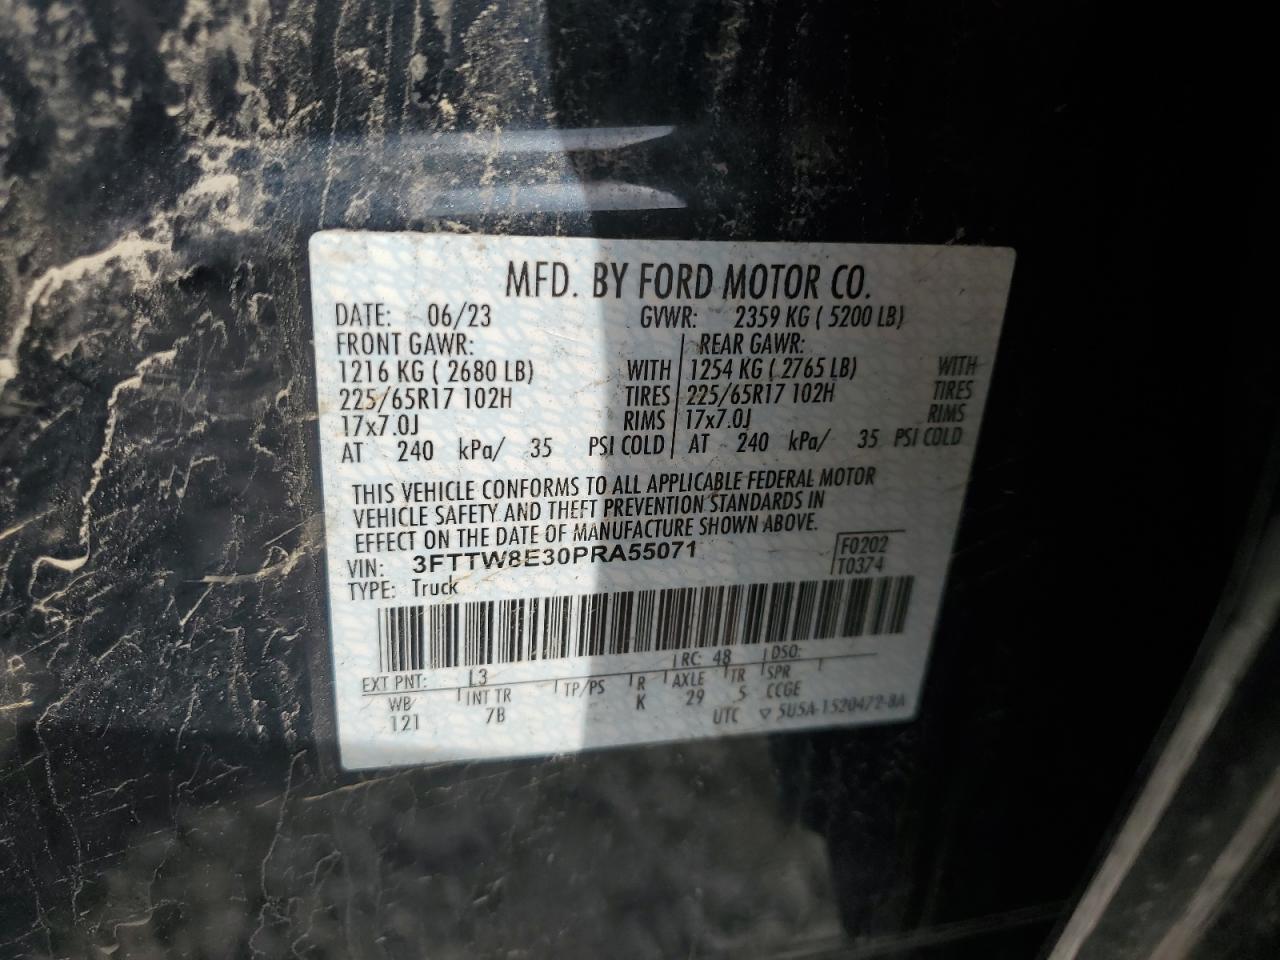 MFD. BY FORD MOTOR CO.
DATE: 06/23 GVWR: 2359 KG ( 5200 LB)
FRONT GAWR: REAR GAWR:
1216 KG ( 2680 LB) WITH 1254 KG ( 2765 LB) WITH
225/65R17 102H TIRES 225/65R17 102H TIRES
17x7.0J RIMS 17x7.0J RIMS
AT 240 kPa/ 35 PSI COLD AT 240 kPa/ 35 PSI COLD
THIS VEHICLE CONFORMS TO ALL APPLICABLE FEDERAL MOTOR
VEHICLE SAFETY AND THEFT PREVENTION STANDARDS IN
EFFECT ON THE DATE OF MANUFACTURE SHOWN ABOVE.
VIN: 3FTTW8E30PRA55071 F0202
TYPE: Truck T0374
EXT PNT: L3 RC: 48 DSO:
WB INT TR TP/PS R AXLE TR SPR
121 7B K 29 5 CCGE
UTC ▽ 5U5A-1520472-8A